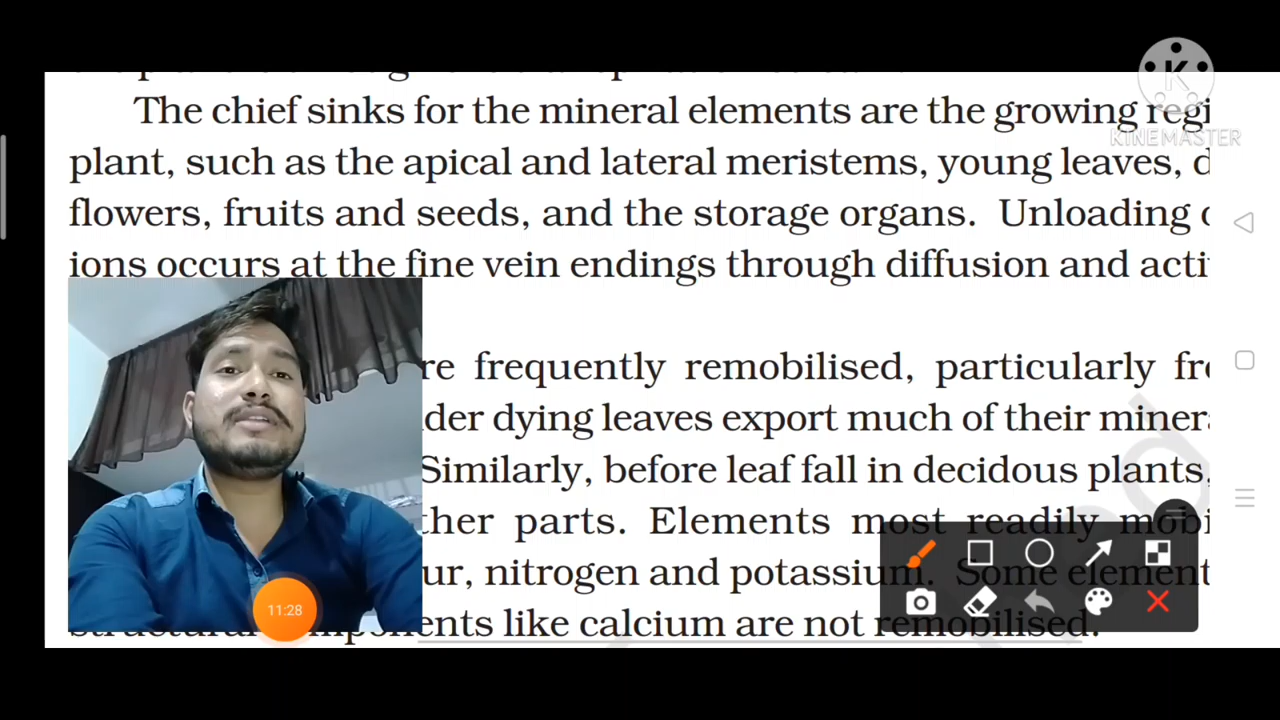 The chief sinks for the mineral elements are the growing regi
plant, such as the apical and lateral meristems, young leaves, d
flowers, fruits and seeds, and the storage organs. Unloading o
ions occurs at the fine vein endings through diffusion and acti
re frequently remobilised, particularly fro
der dying leaves export much of their minera
Similarly, before leaf fall in decidous plants,
ther parts. Elements most readily mobi
ur, nitrogen and potassium. Some element
structural components like calcium are not remobilised.
K
KINEMASTER
11:28